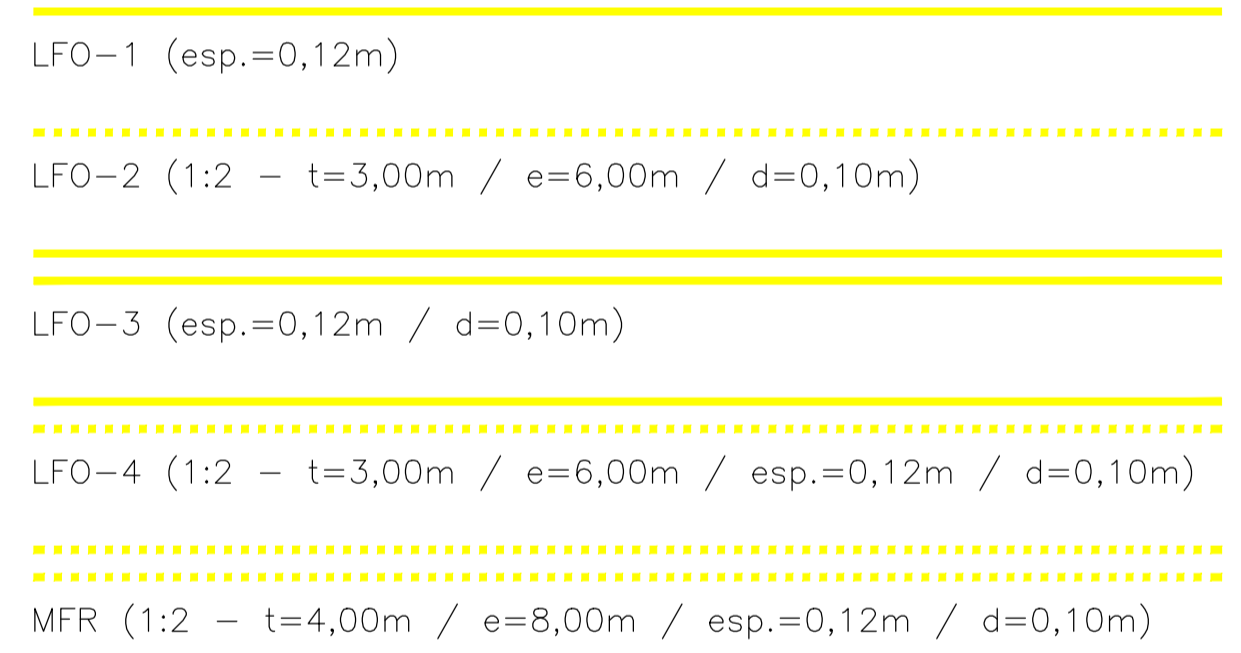 LFO-1 (esp.=0,12m)
LFO-2 (1:2 - t=3,00m / e=6,00m / d=0,10m)
LFO-3 (esp.=0,12m / d=0,10m)
LFO-4 (1:2 - t=3,00m / e=6,00m / esp.=0,12m / d=0,10m)
MFR (1:2 - t=4,00m / e=8,00m / esp.=0,12m / d=0,10m)